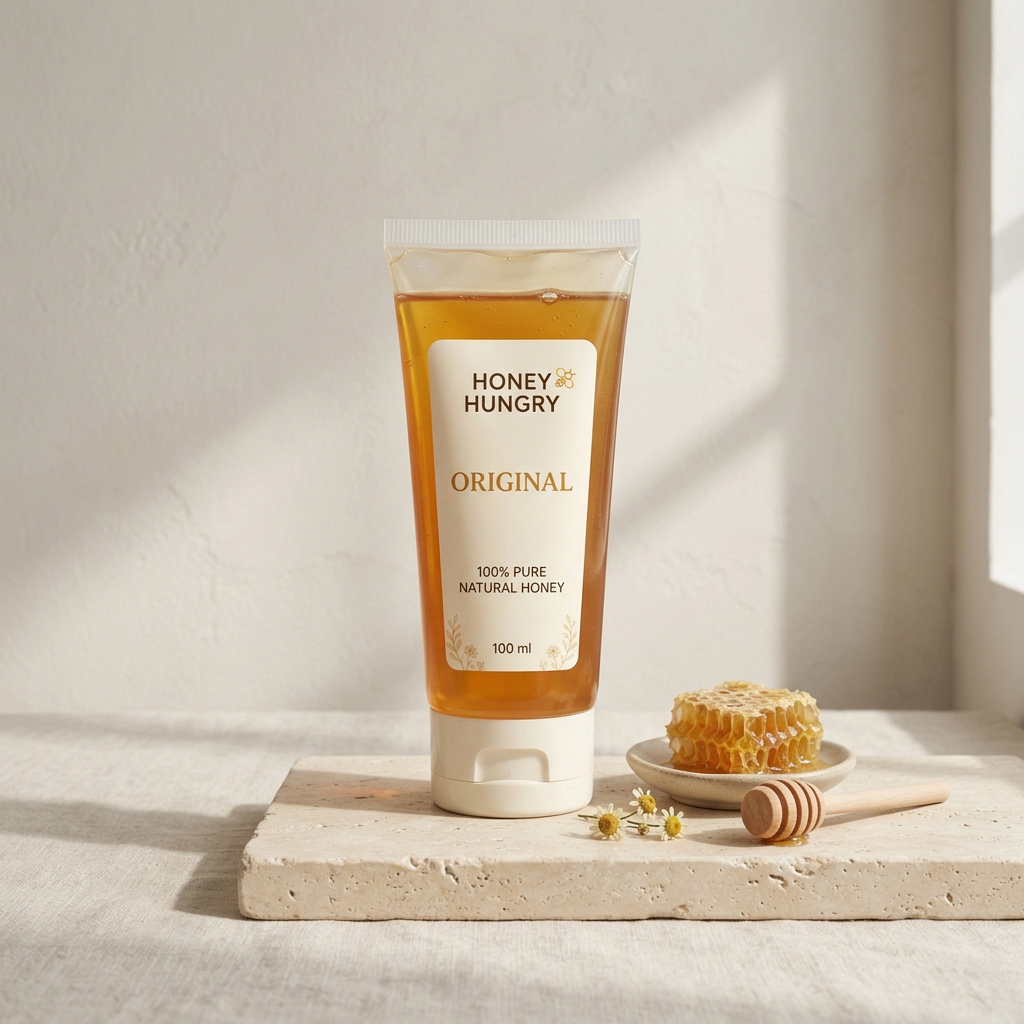 HONEY
HUNGRY
ORIGINAL
100% PURE
NATURAL HONEY
100 ml